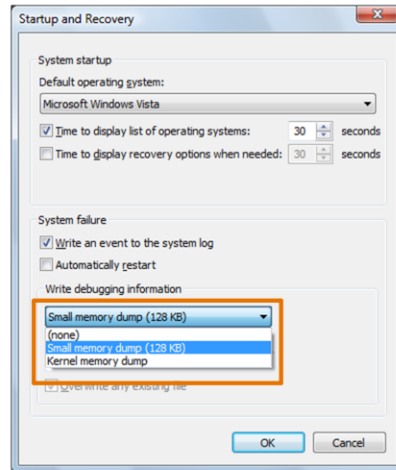 Startup and Recovery
System startup
Default operating system:
Microsoft Windows Vista
Time to display list of operating systems: 30 seconds
Time to display recovery options when needed: 30 seconds
System failure
Write an event to the system log
Automatically restart
Write debugging information
Small memory dump (128 KB)
(none)
Small memory dump (128 KB)
Kernel memory dump
Overwrite any existing file
OK Cancel